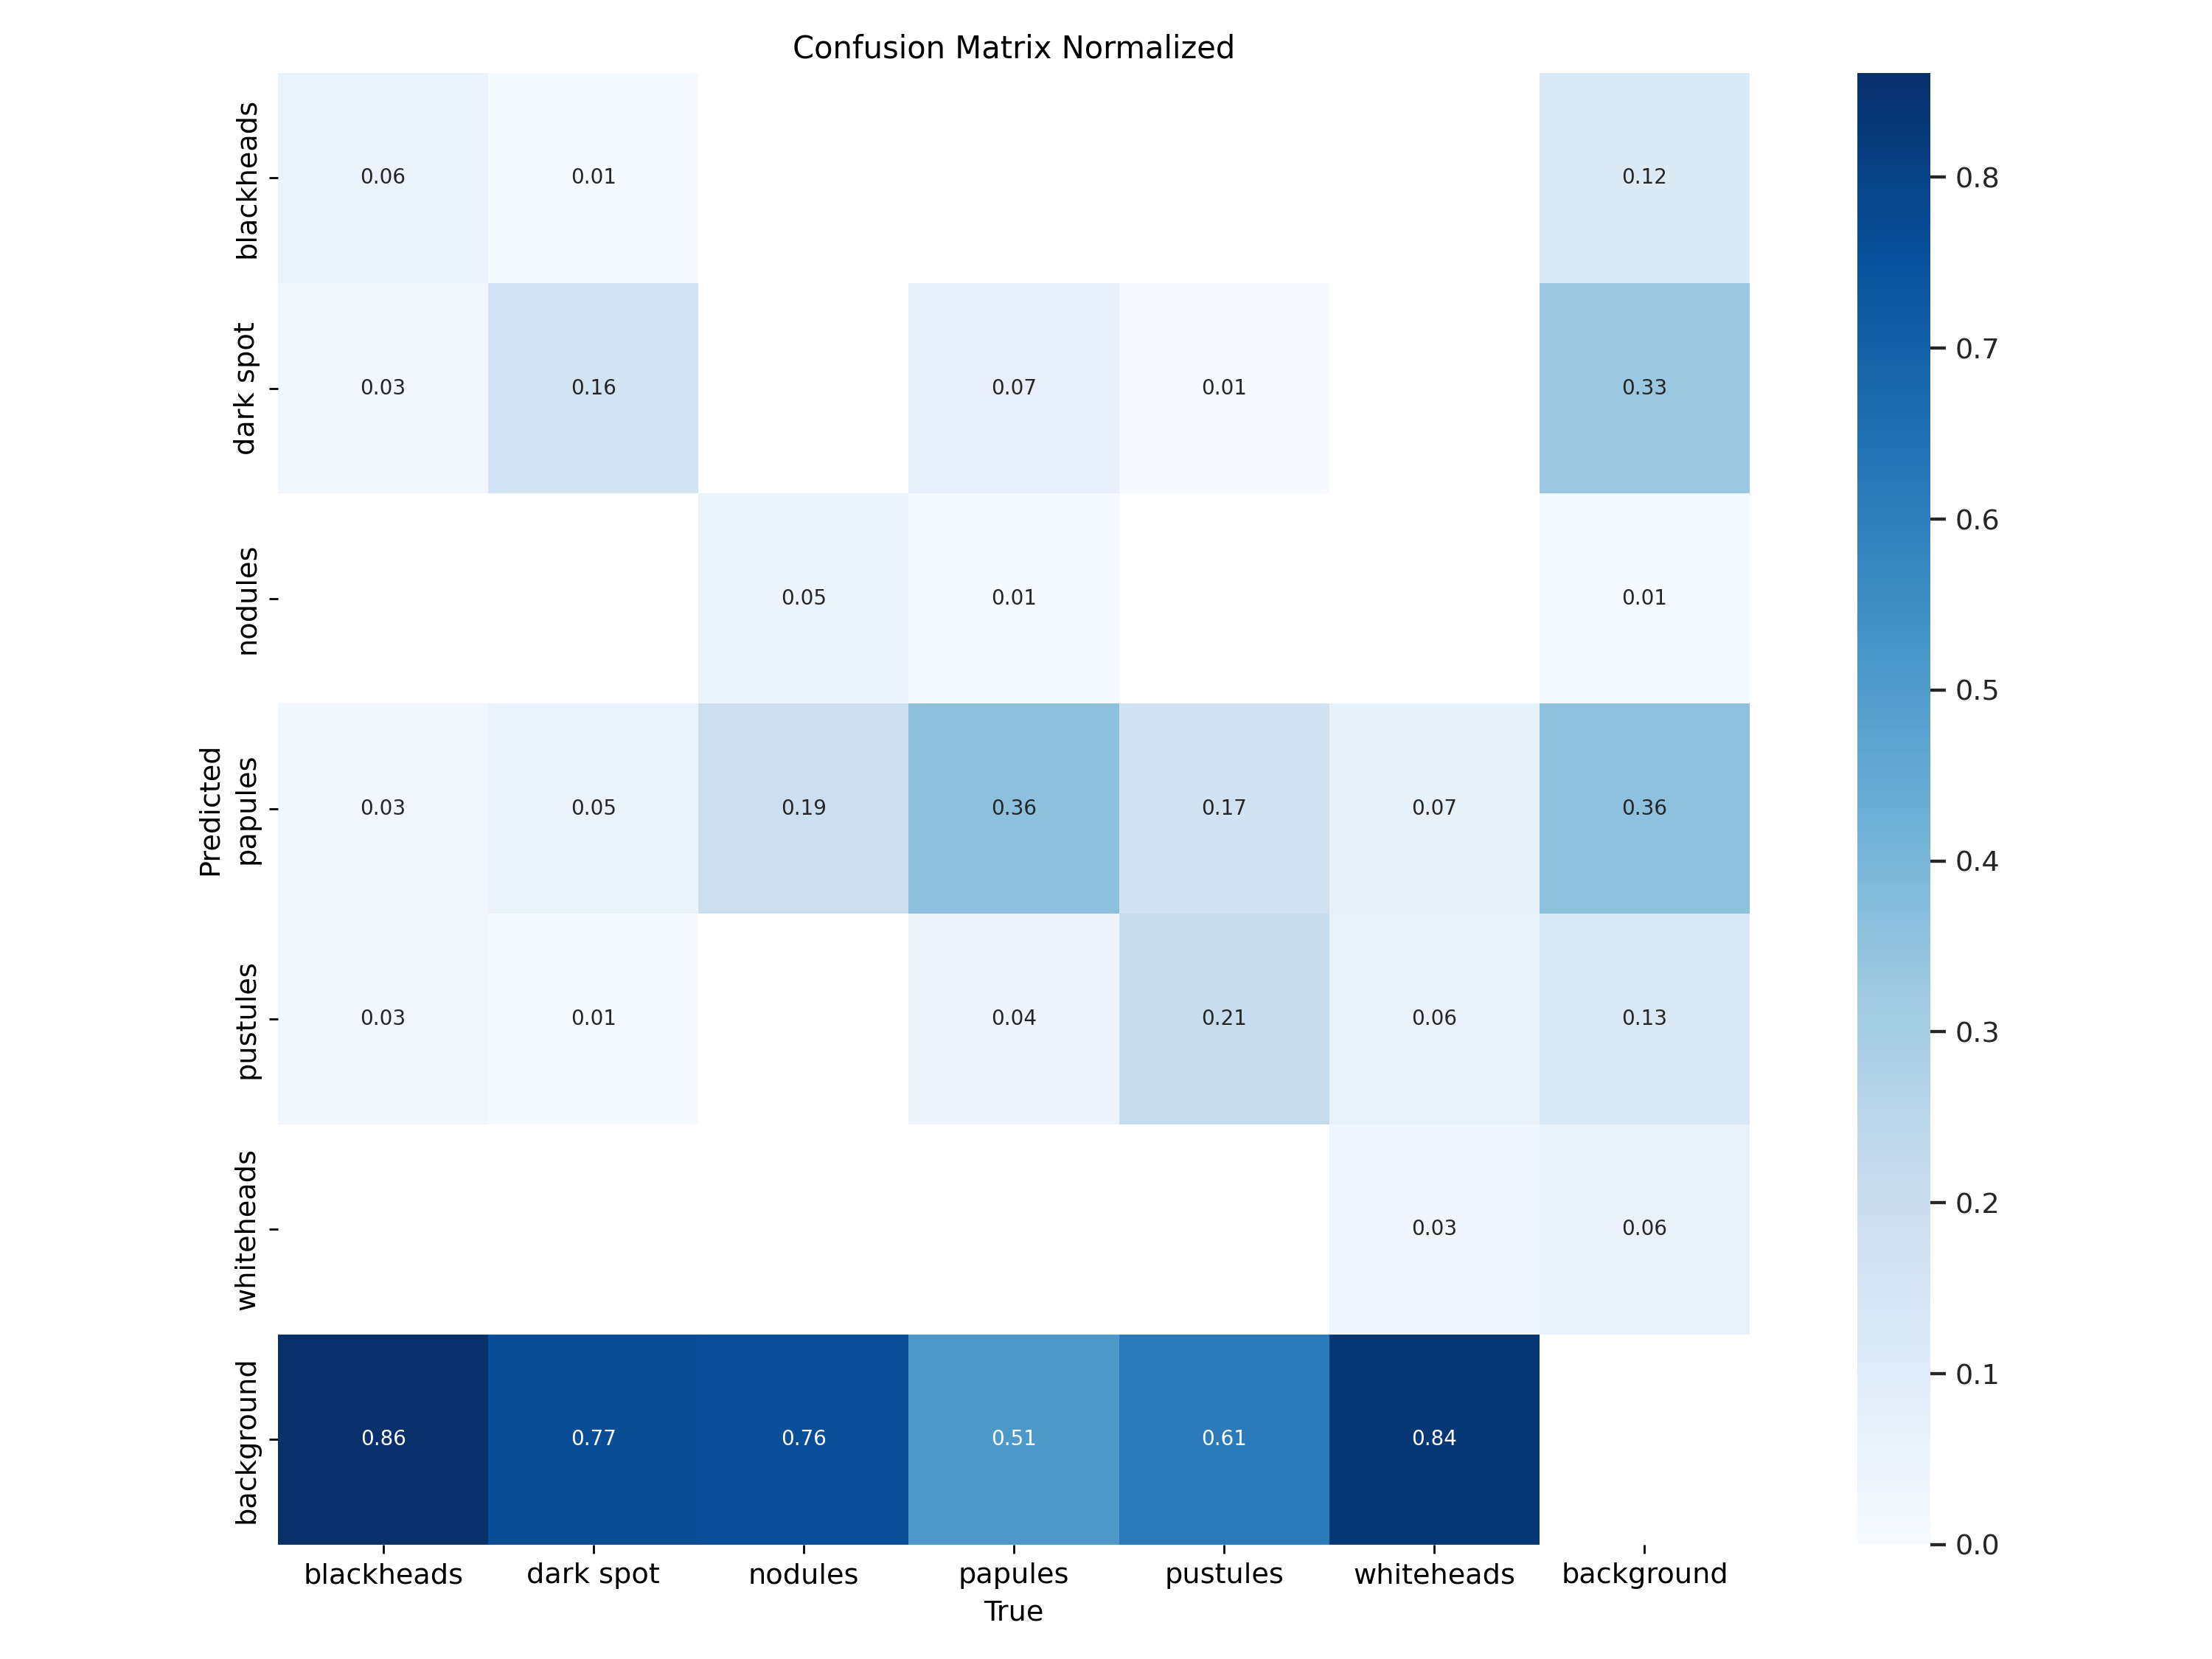 Confusion Matrix Normalized
blackheads
0.06 0.01 0.12
dark spot
0.03 0.16 0.07 0.01 0.33
nodules
0.05 0.01 0.01
Predicted
papules
0.03 0.05 0.19 0.36 0.17 0.07 0.36
pustules
0.03 0.01 0.04 0.21 0.06 0.13
whiteheads
0.03 0.06
background
0.86 0.77 0.76 0.51 0.61 0.84
blackheads dark spot nodules papules pustules whiteheads background
True
0.8
0.7
0.6
0.5
0.4
0.3
0.2
0.1
0.0